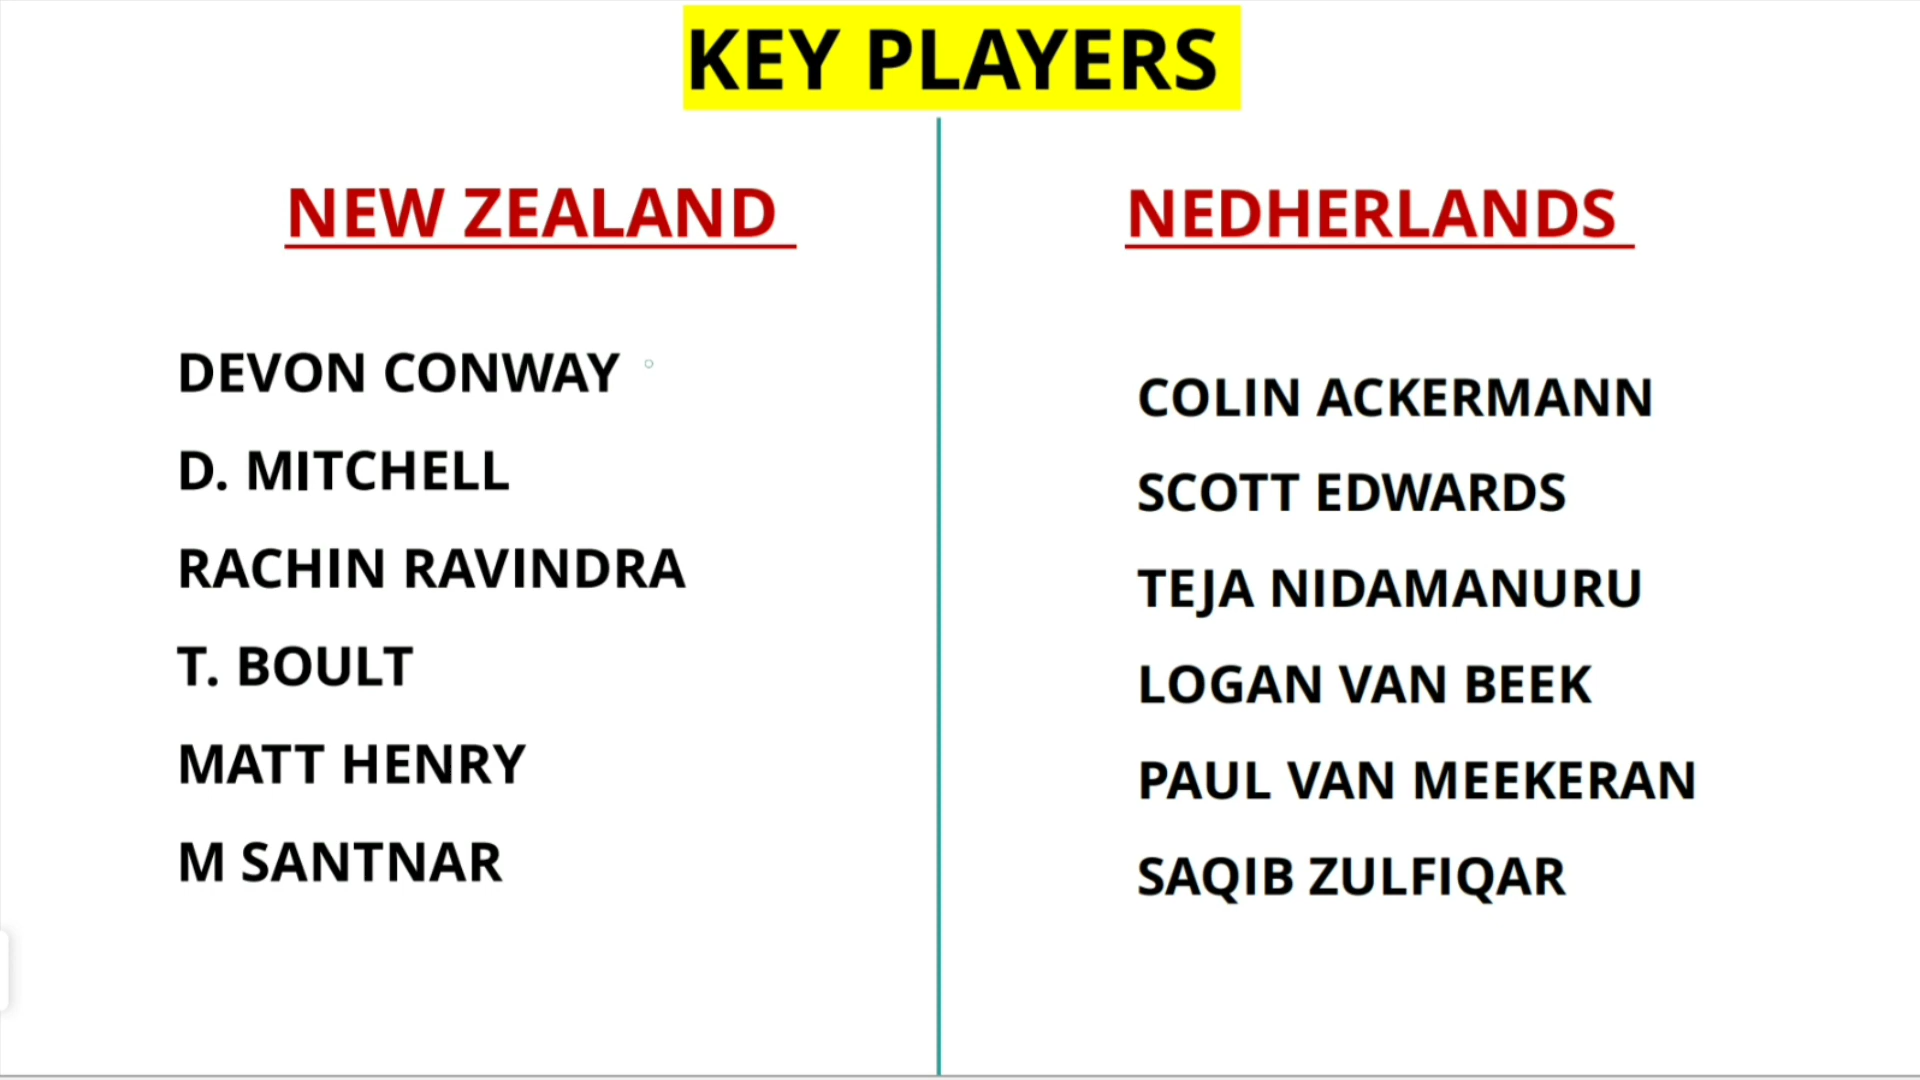 KEY PLAYERS
NEW ZEALAND
DEVON CONWAY
D. MITCHELL
RACHIN RAVINDRA
T. BOULT
MATT HENRY
M SANTNAR
NEDHERLANDS
COLIN ACKERMANN
SCOTT EDWARDS
TEJA NIDAMANURU
LOGAN VAN BEEK
PAUL VAN MEEKERAN
SAQIB ZULFIQAR